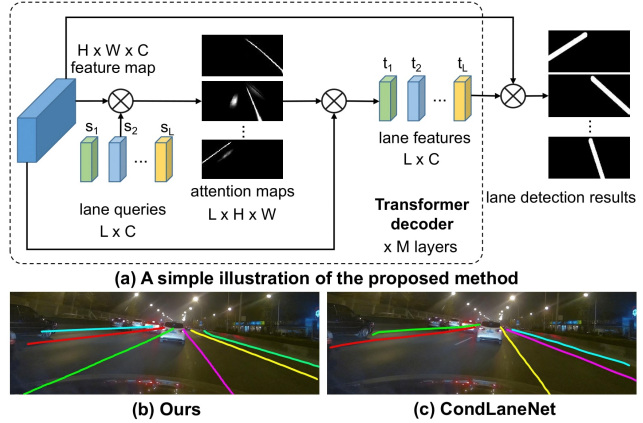 H x W x C
feature map
s1 s2 ... sL
lane queries
L x C
attention maps
L x H x W
t1 t2 ... tL
lane features
L x C
Transformer
decoder
x M layers
lane detection results
(a) A simple illustration of the proposed method
(b) Ours
(c) CondLaneNet